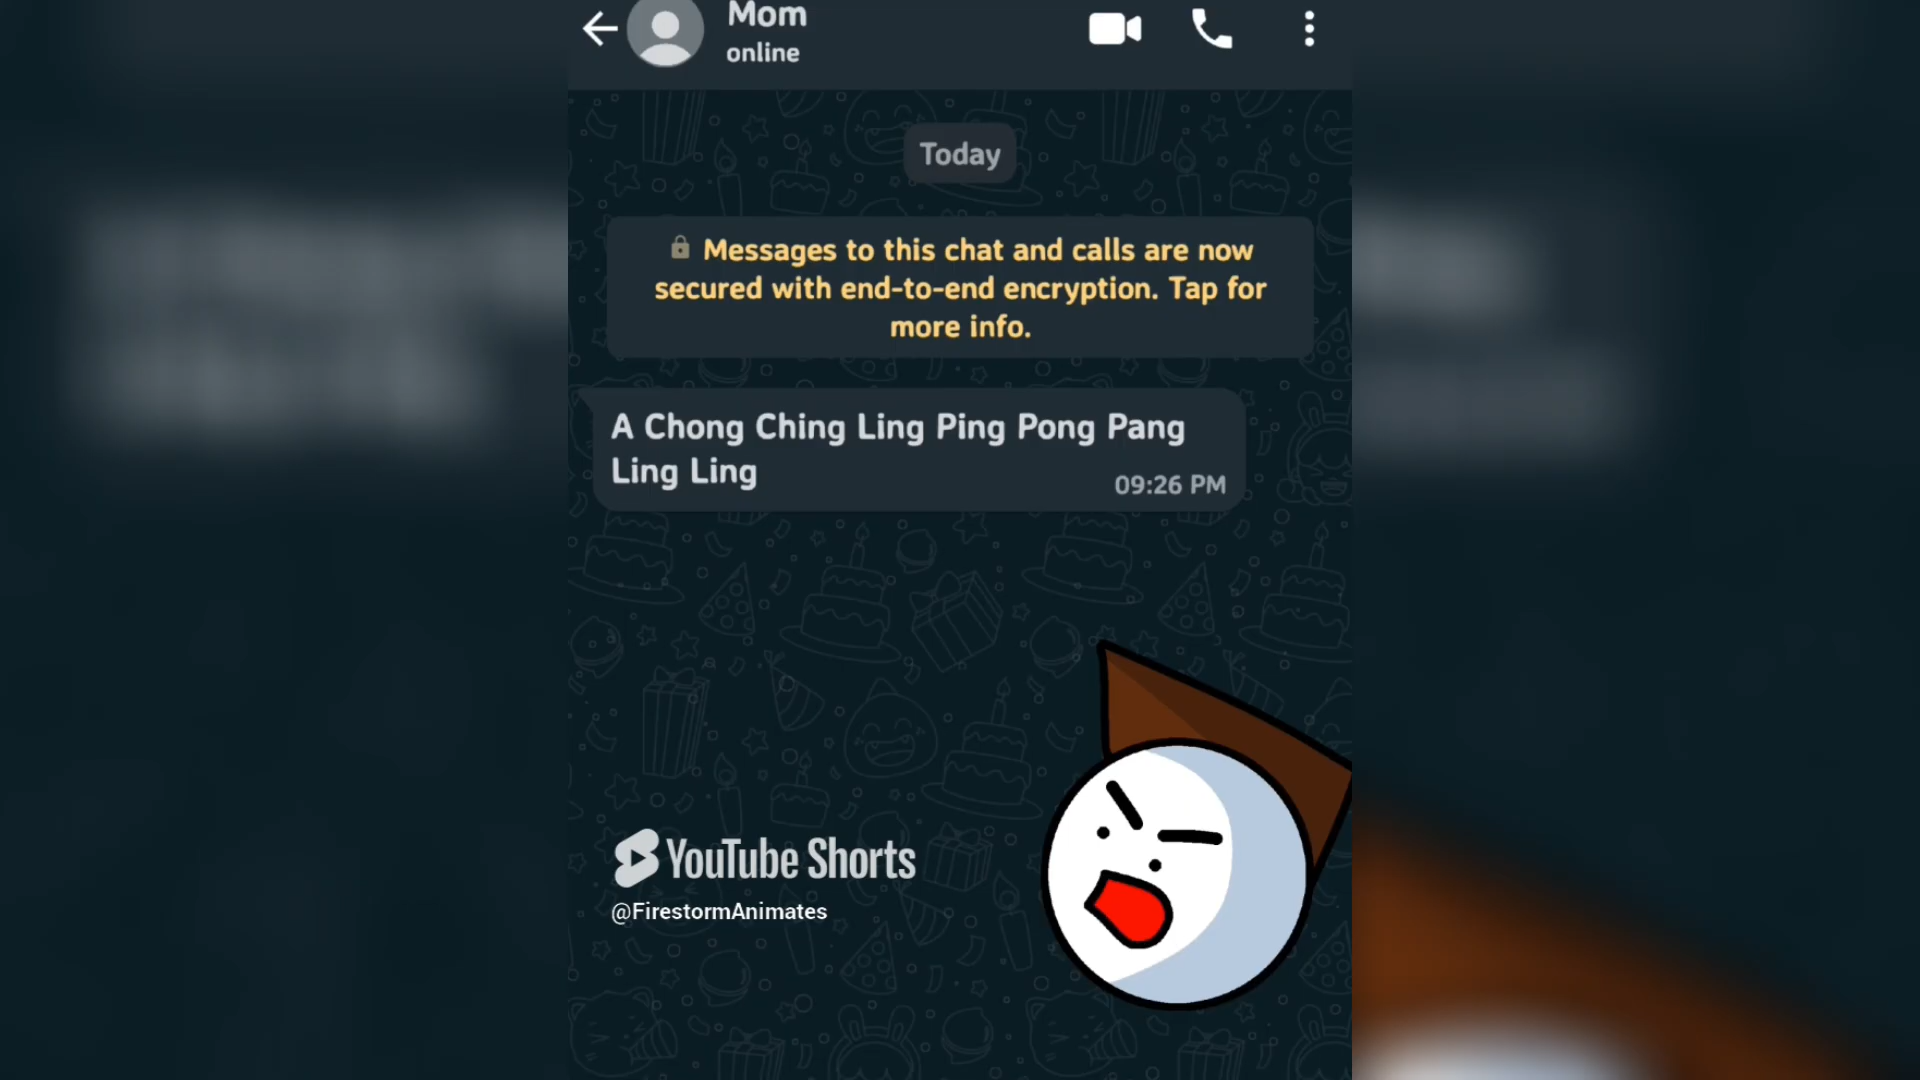 Mom
online
Today
Messages to this chat and calls are now
secured with end-to-end encryption. Tap for
more info.
A Chong Ching Ling Ping Pong Pang
Ling Ling
09:26 PM
YouTube Shorts
@FirestormAnimates